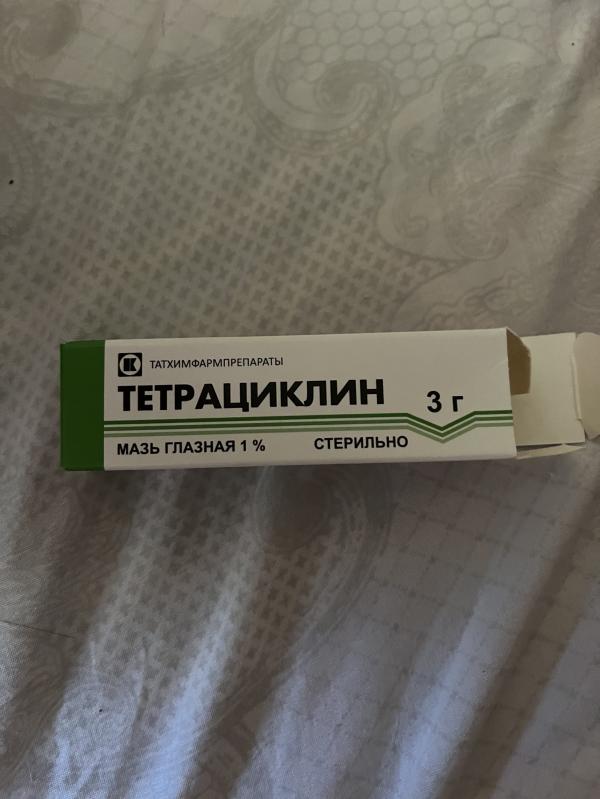 ТАТХИМФАРМПРЕПАРАТЫ
ТЕТРАЦИКЛИН
3 г
МАЗЬ ГЛАЗНАЯ 1 %
СТЕРИЛЬНО